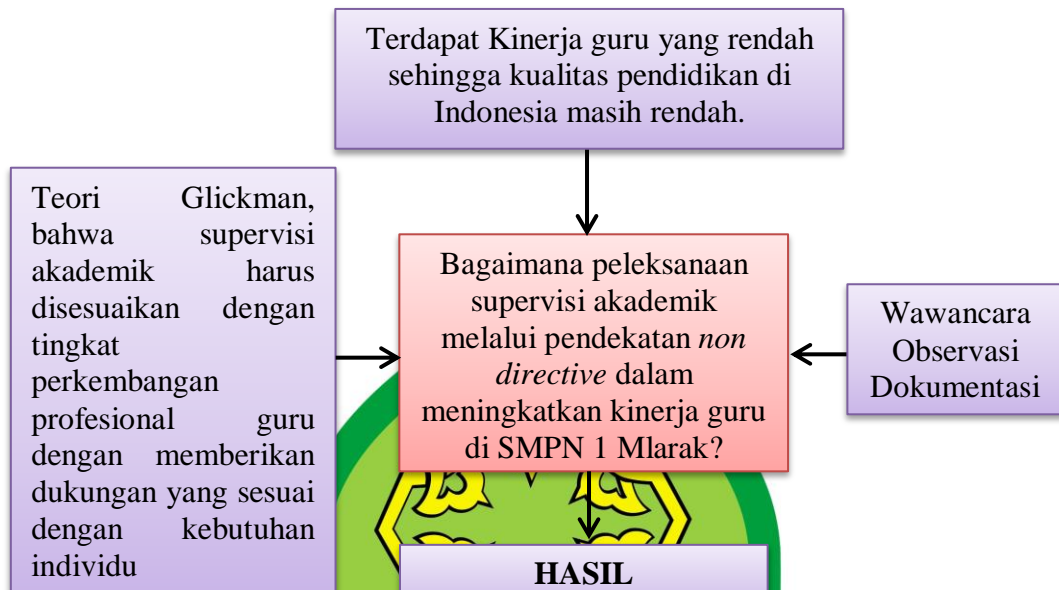 Terdapat Kinerja guru yang rendah
sehingga kualitas pendidikan di
Indonesia masih rendah.
Teori Glickman,
bahwa supervisi
akademik harus
disesuaikan dengan
tingkat
perkembangan
profesional guru
dengan memberikan
dukungan yang sesuai
dengan kebutuhan
individu
Bagaimana peleksanaan
supervisi akademik
melalui pendekatan non
directive dalam
meningkatkan kinerja guru
di SMPN 1 Mlarak?
Wawancara
Observasi
Dokumentasi
HASIL